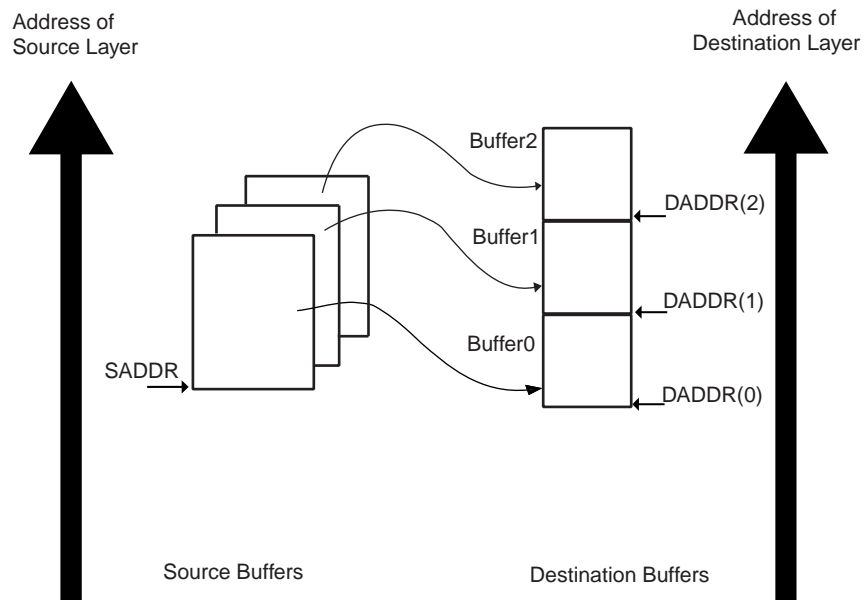 Address of
Source Layer
Address of
Destination Layer
Buffer2
DADDR(2)
Buffer1
DADDR(1)
Buffer0
SADDR
DADDR(0)
Source Buffers
Destination Buffers